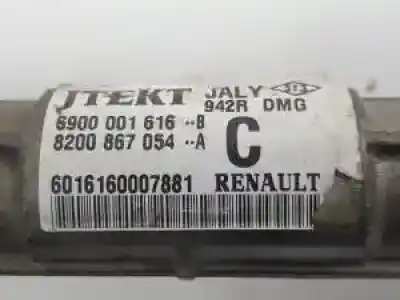 JTEKT JALY
942R DMG
6900 001 616 --B
8200 867 054 --A
C
6016160007881 RENAULT